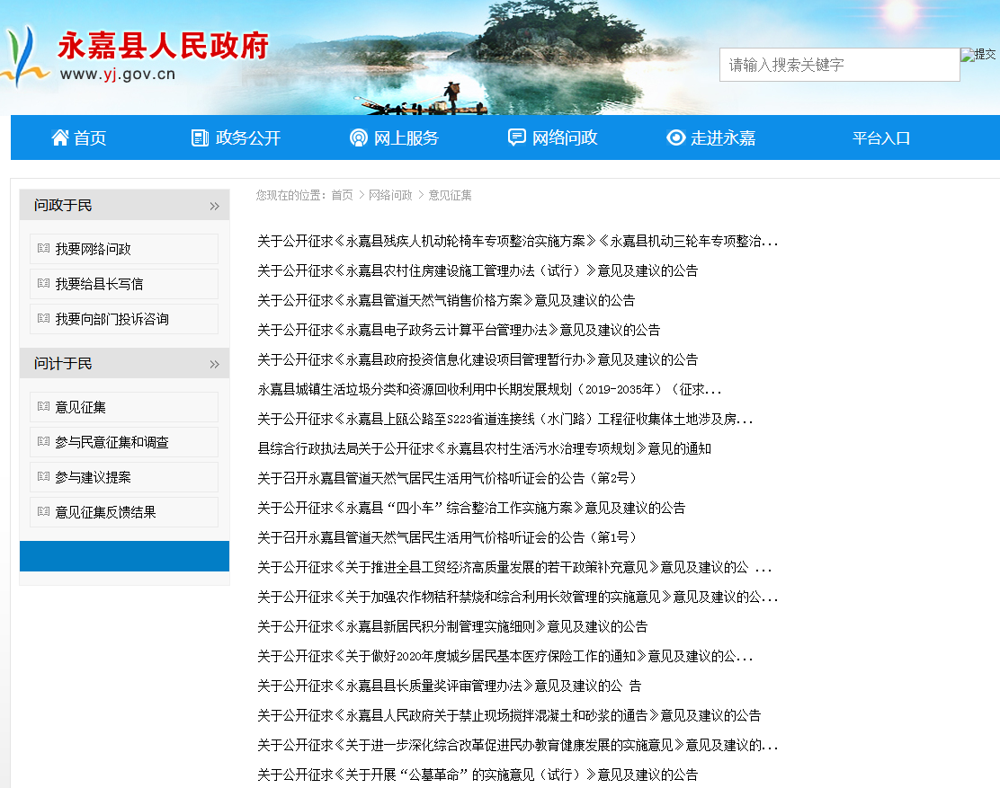 永嘉县人民政府
www.yj.gov.cn
请输入搜索关键字
提交
首页
政务公开
网上服务
网络问政
走进永嘉
平台入口
您现在的位置：首页 > 网络问政 > 意见征集
问政于民 »
我要网络问政
我要给县长写信
我要向部门投诉咨询
问计于民 »
意见征集
参与民意征集和调查
参与建议提案
意见征集反馈结果
关于公开征求《永嘉县残疾人机动轮椅车专项整治实施方案》《永嘉县机动三轮车专项整治...
关于公开征求《永嘉县农村住房建设施工管理办法（试行）》意见及建议的公告
关于公开征求《永嘉县管道天然气销售价格方案》意见及建议的公告
关于公开征求《永嘉县电子政务云计算平台管理办法》意见及建议的公告
关于公开征求《永嘉县政府投资信息化建设项目管理暂行办》意见及建议的公告
永嘉县城镇生活垃圾分类和资源回收利用中长期发展规划（2019-2035年）（征求...
关于公开征求《永嘉县上瓯公路至S223省道连接线（水门路）工程征收集体土地涉及房...
县综合行政执法局关于公开征求《永嘉县农村生活污水治理专项规划》意见的通知
关于召开永嘉县管道天然气居民生活用气价格听证会的公告（第2号）
关于公开征求《永嘉县“四小车”综合整治工作实施方案》意见及建议的公告
关于召开永嘉县管道天然气居民生活用气价格听证会的公告（第1号）
关于公开征求《关于推进全县工贸经济高质量发展的若干政策补充意见》意见及建议的公 ...
关于公开征求《关于加强农作物秸秆禁烧和综合利用长效管理的实施意见》意见及建议的公...
关于公开征求《永嘉县新居民积分制管理实施细则》意见及建议的公告
关于公开征求《关于做好2020年度城乡居民基本医疗保险工作的通知》意见及建议的公...
关于公开征求《永嘉县县长质量奖评审管理办法》意见及建议的公 告
关于公开征求《永嘉县人民政府关于禁止现场搅拌混凝土和砂浆的通告》意见及建议的公告
关于公开征求《关于进一步深化综合改革促进民办教育健康发展的实施意见》意见及建议的...
关于公开征求《关于开展“公墓革命”的实施意见（试行）》意见及建议的公告